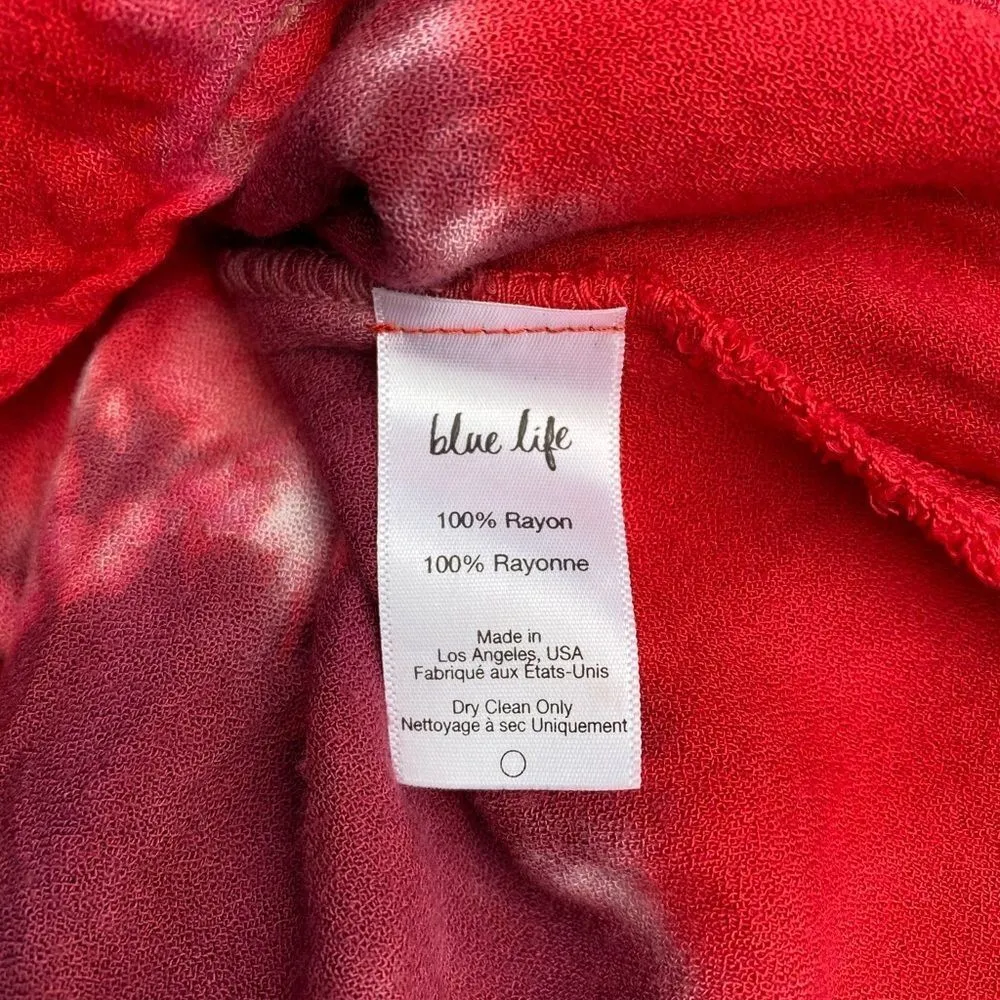 blue life
100% Rayon
100% Rayonne
Made in
Los Angeles, USA
Fabriqué aux États-Unis
Dry Clean Only
Nettoyage à sec Uniquement